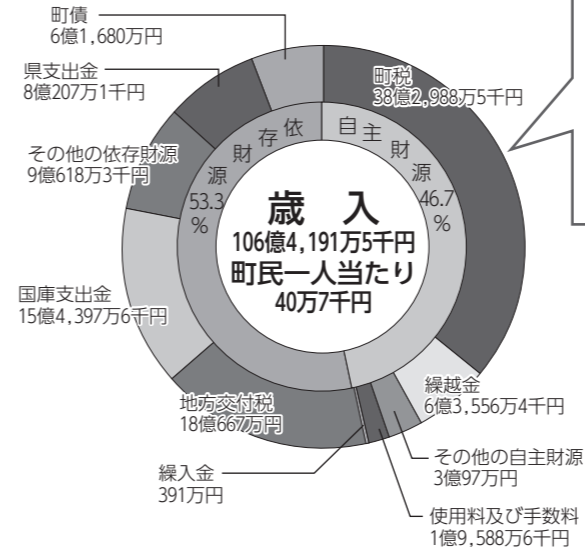 町債
6億1,680万円
県支出金
8億207万1千円
その他の依存財源
9億618万3千円
国庫支出金
15億4,397万6千円
地方交付税
18億667万円
繰入金
391万円
町税
38億2,988万5千円
繰越金
6億3,556万4千円
その他の自主財源
3億97万円
使用料及び手数料
1億9,588万6千円
依存財源
53.3
%
自主財源
46.7
%
歳 入
106億4,191万5千円
町民一人当たり
40万7千円